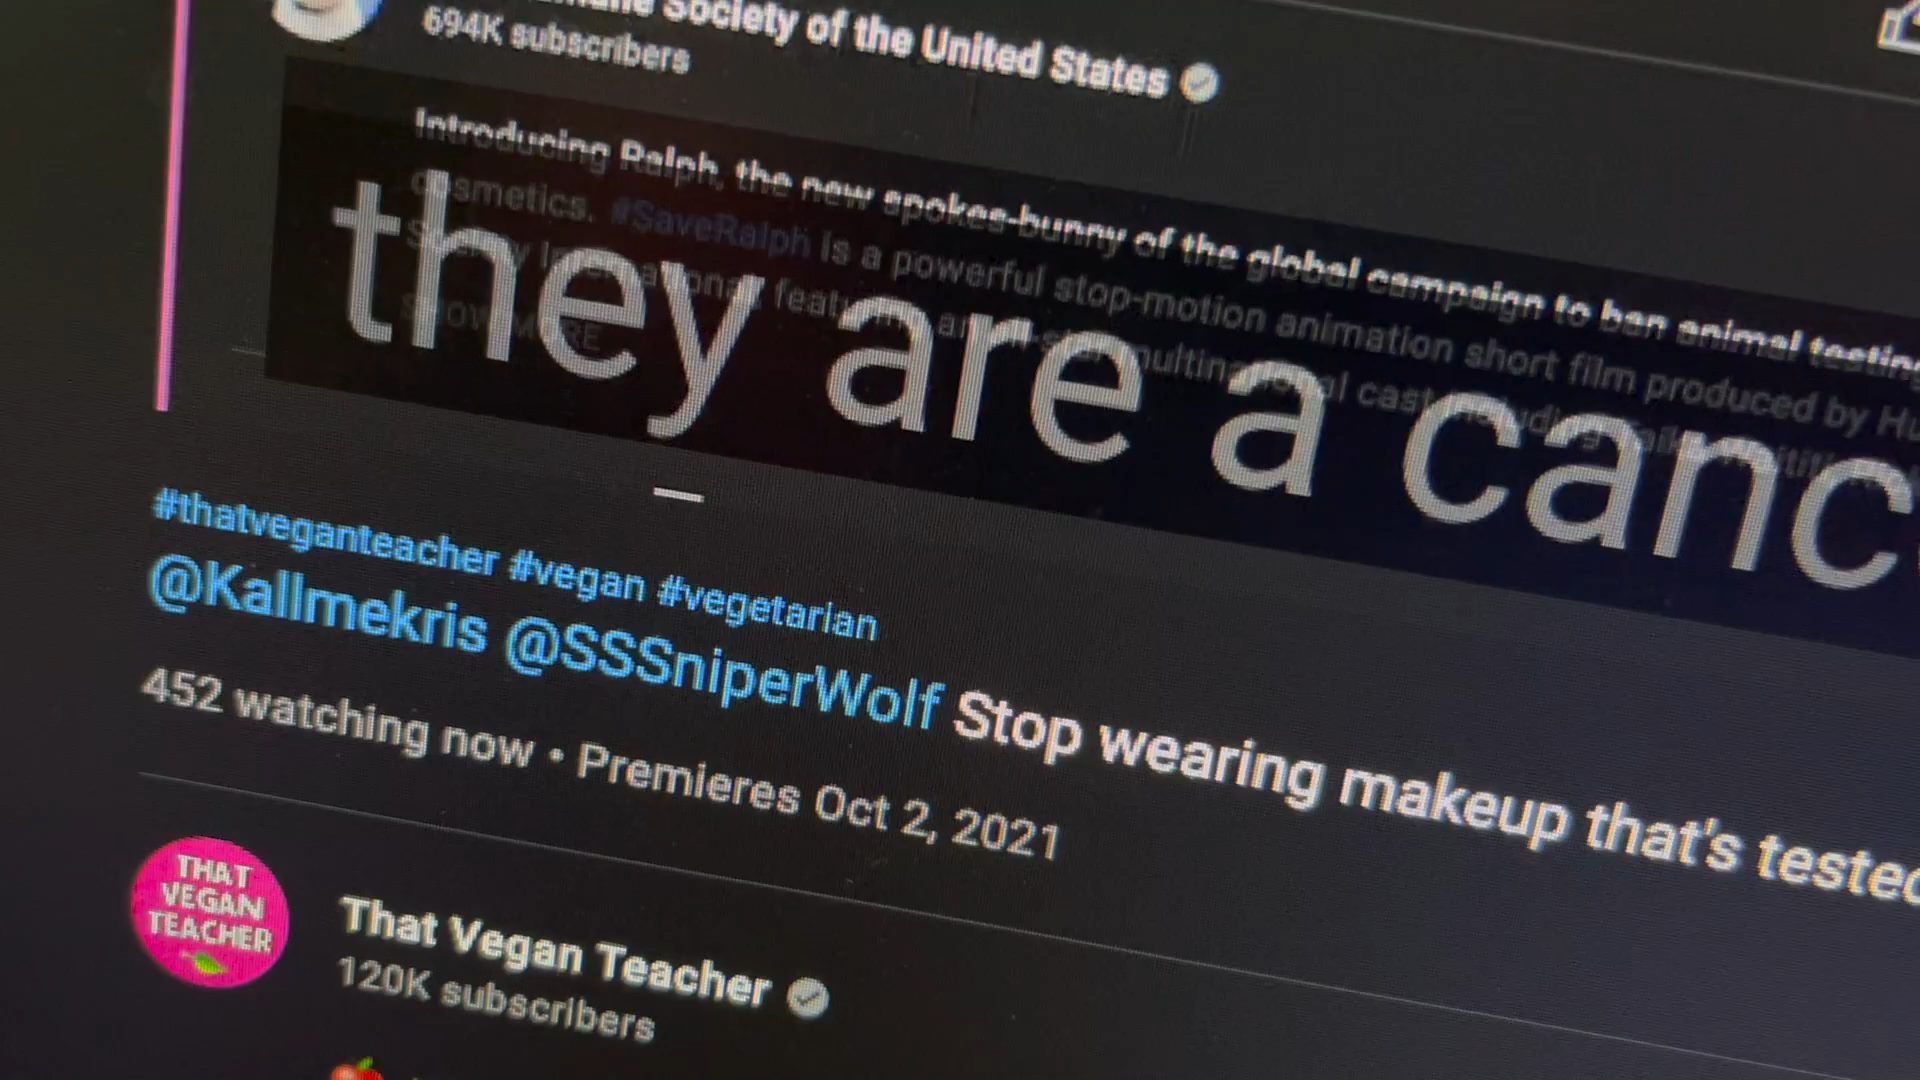 Society of the United States
694K subscribers
Introducing Ralph, the new spokes-bunny of the global campaign to ban animal testing
cosmetics. #SaveRalph is a powerful stop-motion animation short film produced by
SHOW MORE
they are a
#thatveganteacher #vegan #vegetarian
@Kallmekris @SSSniperWolf Stop wearing makeup that's tested
452 watching now • Premieres Oct 2, 2021
THAT
VEGAN
TEACHER
That Vegan Teacher
120K subscribers